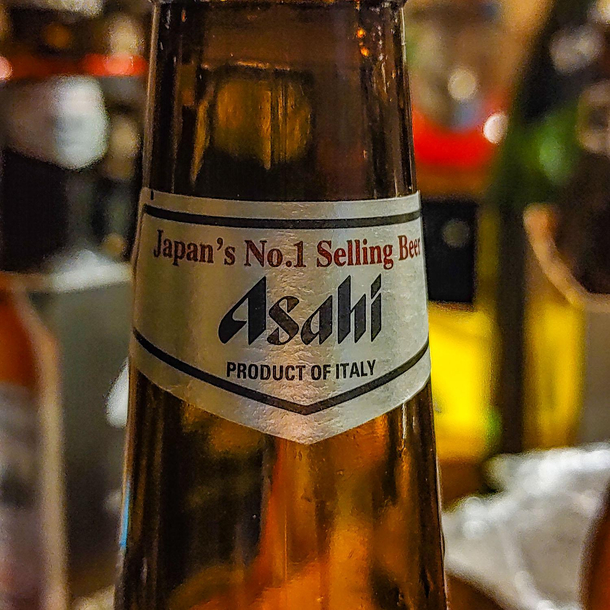 Japan's No.1 Selling Beer
Asahi
PRODUCT OF ITALY